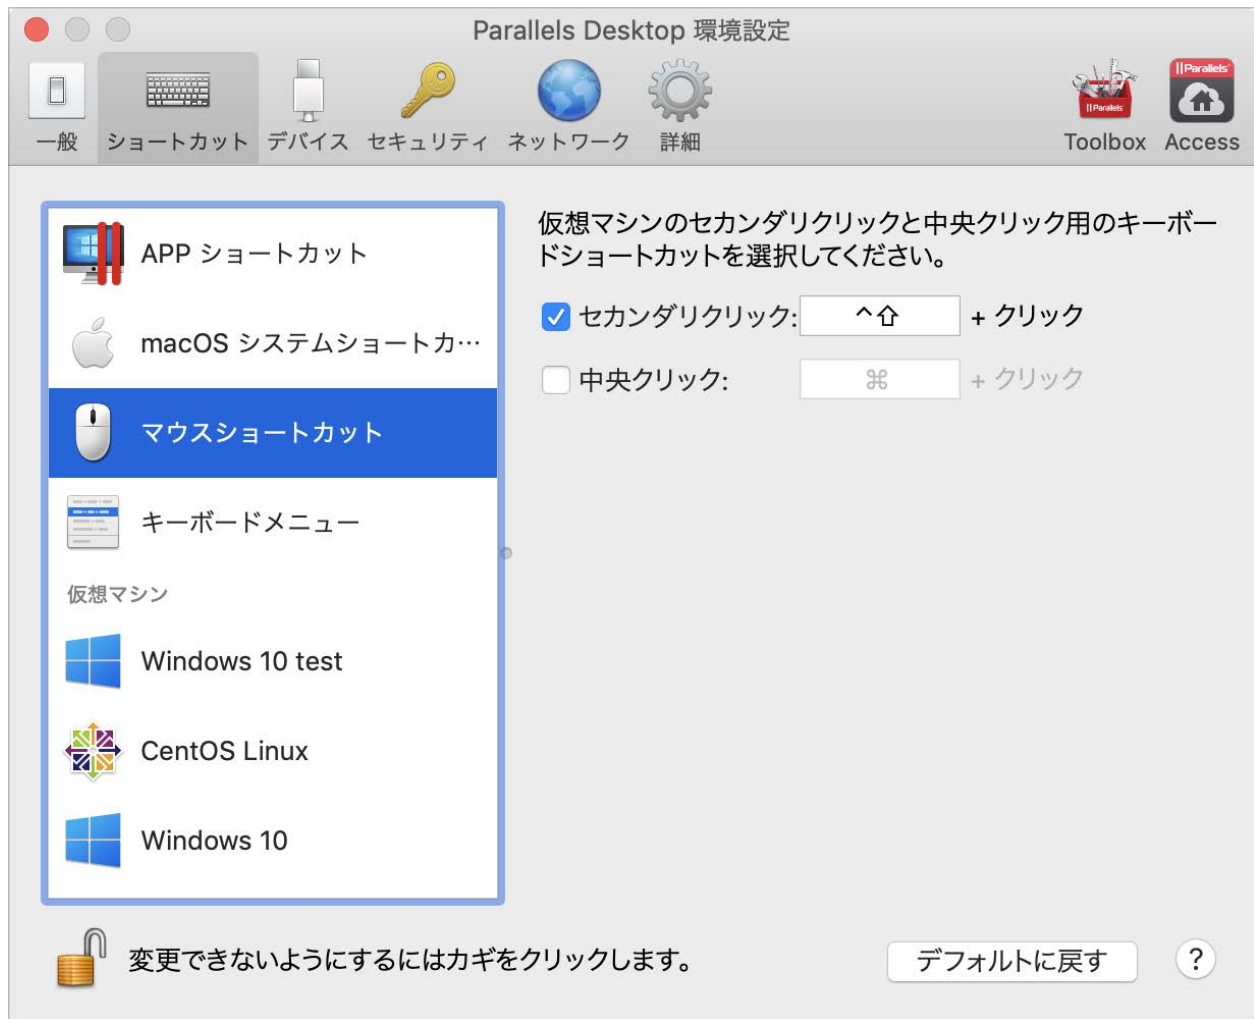 Parallels Desktop 環境設定
一般
ショートカット
デバイス
セキュリティ
ネットワーク
詳細
|| Parallels
Toolbox
|| Parallels
Access
APP ショートカット
macOS システムショートカ…
マウスショートカット
キーボードメニュー
仮想マシン
Windows 10 test
CentOS Linux
Windows 10
仮想マシンのセカンダリクリックと中央クリック用のキーボー
ドショートカットを選択してください。
セカンダリクリック: ^⇧ + クリック
中央クリック: ⌘ + クリック
変更できないようにするにはカギをクリックします。
デフォルトに戻す
?